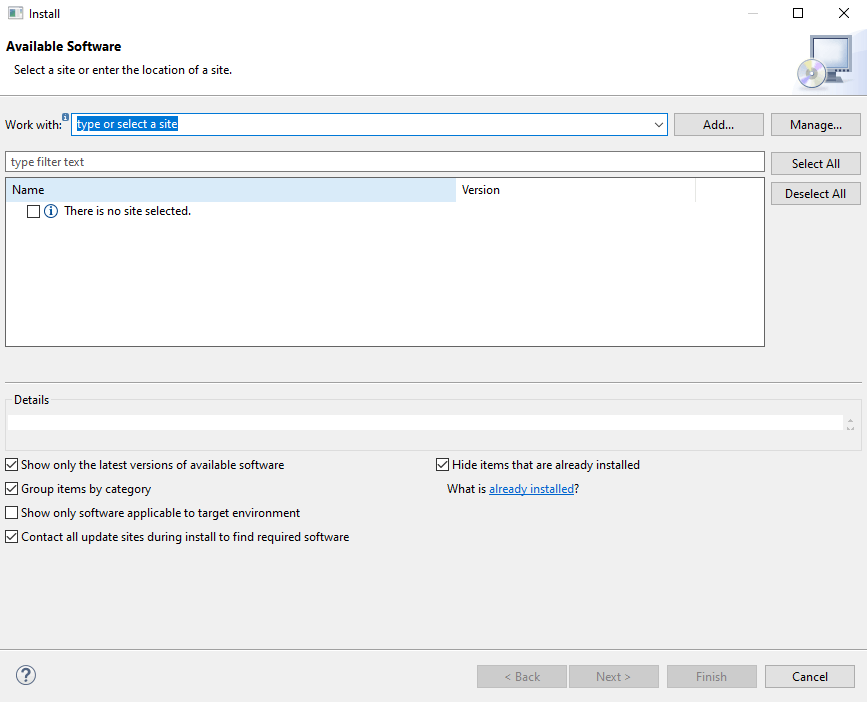 Install
Available Software
Select a site or enter the location of a site.
Work with: type or select a site Add... Manage...
type filter text Select All
Name Version Deselect All
There is no site selected.
Details
Show only the latest versions of available software Hide items that are already installed
Group items by category What is already installed?
Show only software applicable to target environment
Contact all update sites during install to find required software
? < Back Next > Finish Cancel